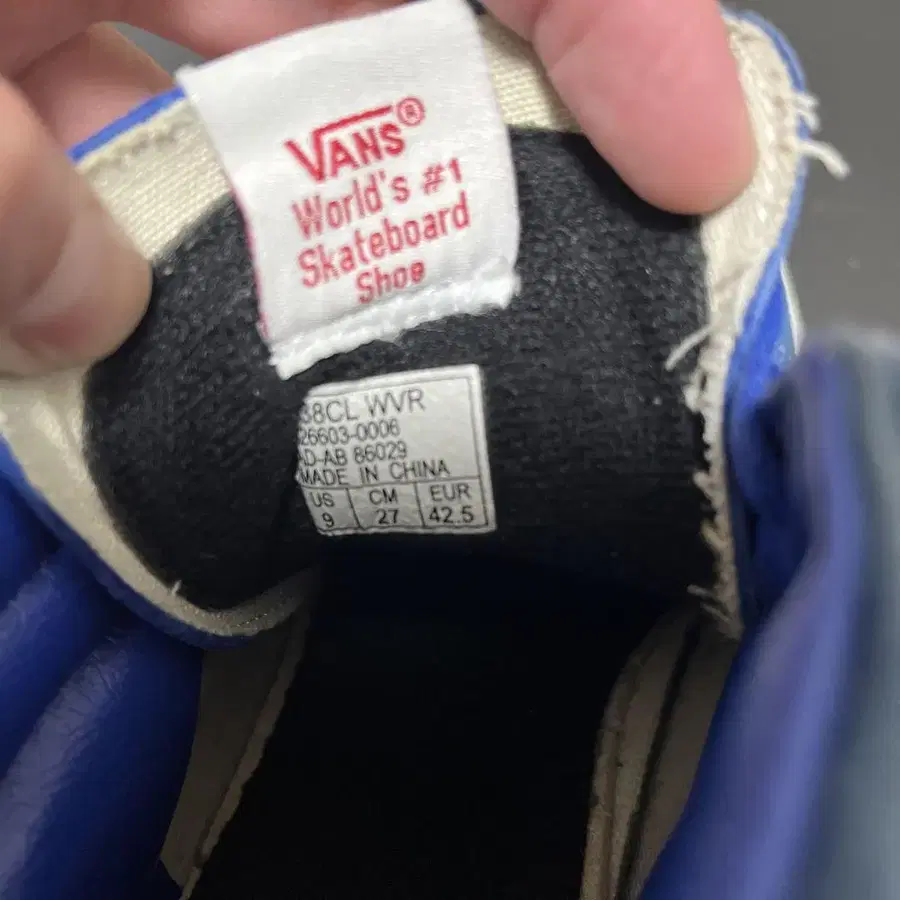 VANS®
World's #1
Skateboard
Shoe
38CL WVR
26603-0006
AD-AB 86029
MADE IN CHINA
US CM EUR
9 27 42.5